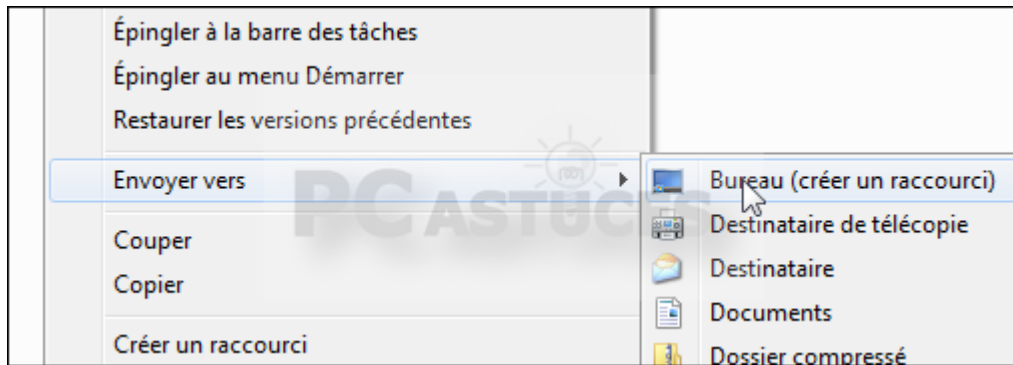 Épingler à la barre des tâches
Épingler au menu Démarrer
Restaurer les versions précédentes
Envoyer vers
Couper
Copier
Créer un raccourci
Bureau (créer un raccourci)
Destinataire de télécopie
Destinataire
Documents
Dossier compressé
PC ASTUCES